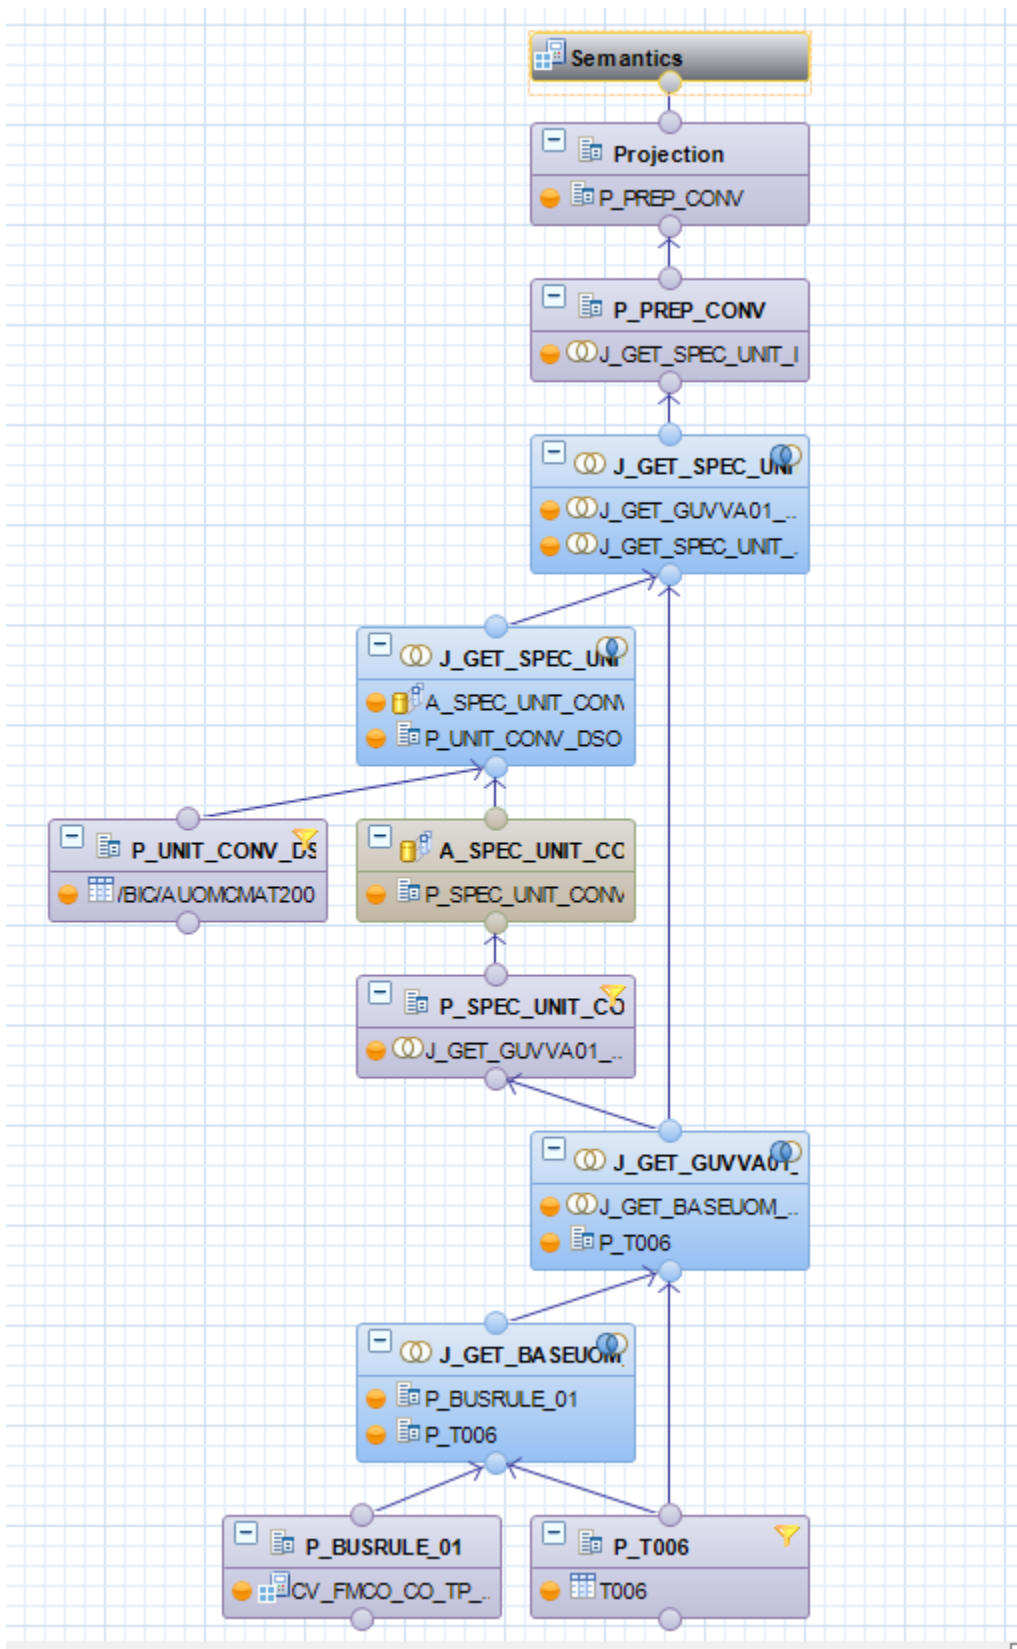 Semantics
Projection
P_PREP_CONV
P_PREP_CONV
J_GET_SPEC_UNIT_I
J_GET_SPEC_UNI
J_GET_GUVVA01_...
J_GET_SPEC_UNIT_.
J_GET_SPEC_UNI
A_SPEC_UNIT_CONV
P_UNIT_CONV_DSO
P_UNIT_CONV_DS
/BIC/AUOMCMAT200
A_SPEC_UNIT_CC
P_SPEC_UNIT_CONV
P_SPEC_UNIT_CO
J_GET_GUVVA01_...
J_GET_GUVVA01_
J_GET_BASEUOM_...
P_T006
J_GET_BASEUOM_
P_BUSRULE_01
P_T006
P_BUSRULE_01
CV_FMCO_CO_TP_...
P_T006
T006